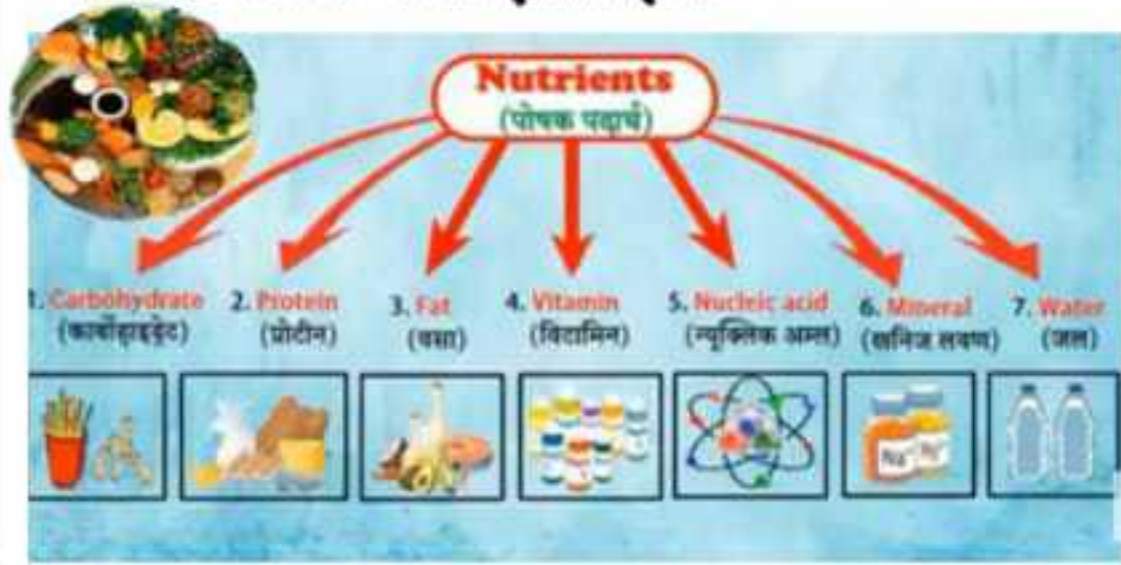 Nutrients
(पोषक पदार्थ)
1. Carbohydrate
(कार्बोहाइड्रेट)
2. Protein
(प्रोटीन)
3. Fat
(वसा)
4. Vitamin
(विटामिन)
5. Nucleic acid
(न्यूक्लिक अम्ल)
6. Mineral
(खनिज लवण)
7. Water
(जल)
Na⁺